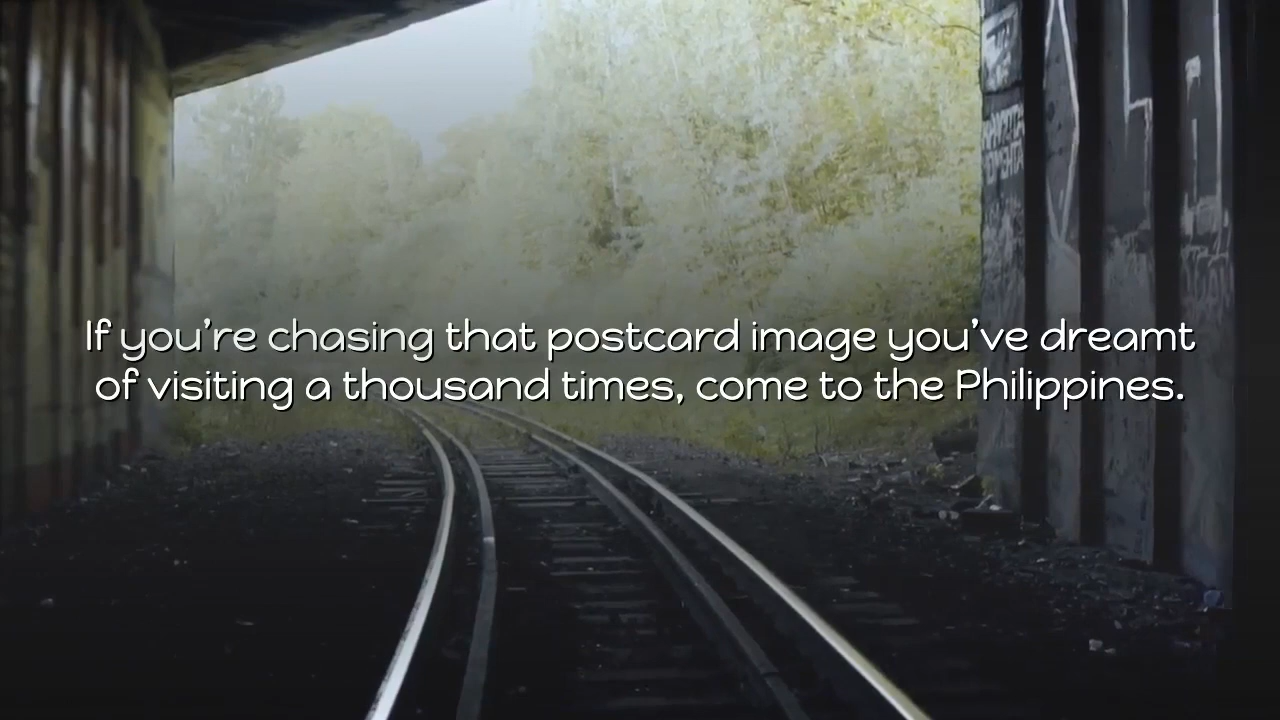 If you’re chasing that postcard image you’ve dreamt
of visiting a thousand times, come to the Philippines.